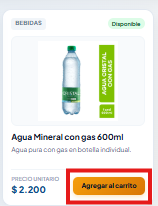 BEBIDAS
Disponible
AGUA CRISTAL
CON GAS
Agua Mineral con gas 600ml
Agua pura con gas en botella individual.
PRECIO UNITARIO
$ 2.200
Agregar al carrito